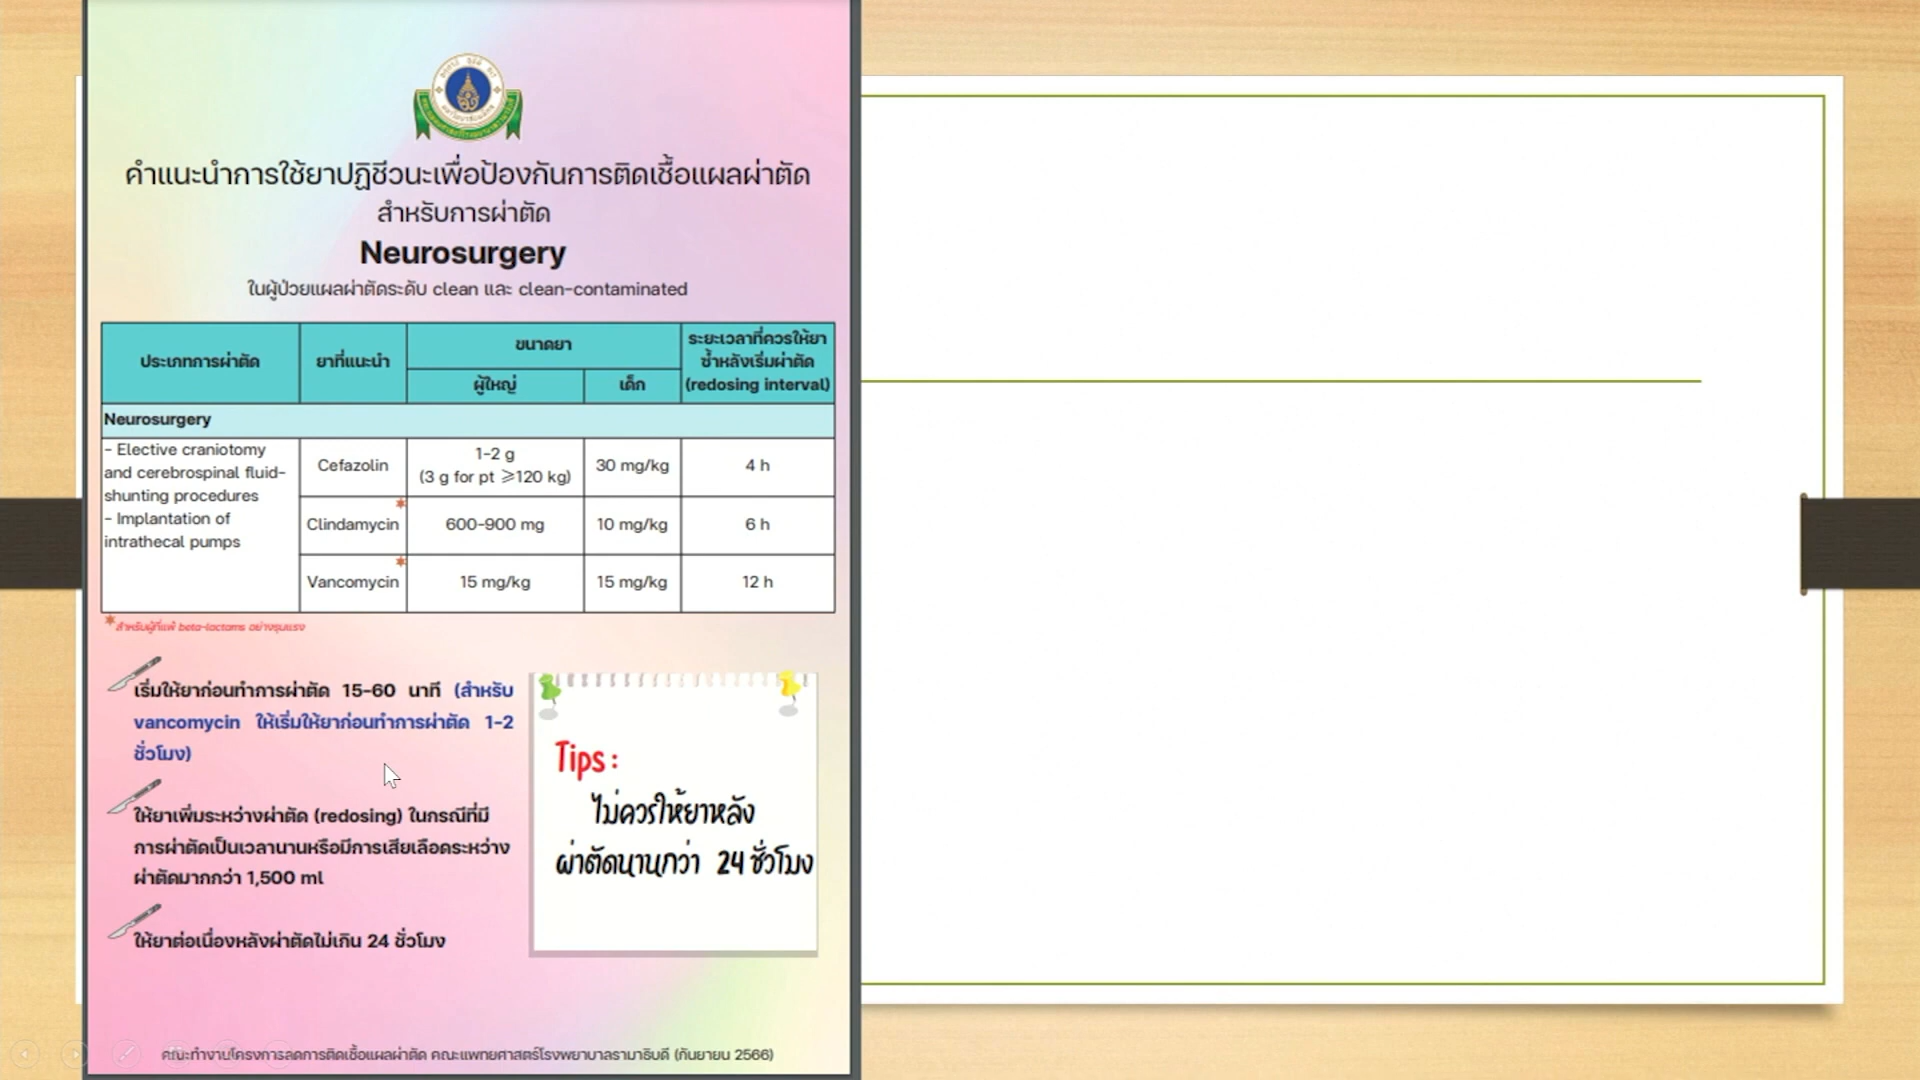 คำแนะนำการใช้ยาปฏิชีวนะเพื่อป้องกันการติดเชื้อแผลผ่าตัด
สำหรับการผ่าตัด
Neurosurgery
ในผู้ป่วยแผลผ่าตัดระดับ clean และ clean-contaminated
ประเภทการผ่าตัด
ยาที่แนะนำ
ขนาดยา
ผู้ใหญ่
เด็ก
ระยะเวลาที่ควรให้ยา
ซ้ำหลังเริ่มผ่าตัด
(redosing interval)
Neurosurgery
- Elective craniotomy
and cerebrospinal fluid-
shunting procedures
- Implantation of
intrathecal pumps
Cefazolin
1-2 g
(3 g for pt ⩾120 kg)
30 mg/kg
4 h
Clindamycin*
600-900 mg
10 mg/kg
6 h
Vancomycin*
15 mg/kg
15 mg/kg
12 h
*สำหรับผู้ที่แพ้ beta-lactams อย่างรุนแรง
เริ่มให้ยาก่อนทำการผ่าตัด 15-60 นาที (สำหรับ
vancomycin ให้เริ่มให้ยาก่อนทำการผ่าตัด 1-2
ชั่วโมง)
ให้ยาเพิ่มระหว่างผ่าตัด (redosing) ในกรณีที่มี
การผ่าตัดเป็นเวลานานหรือมีการเสียเลือดระหว่าง
ผ่าตัดมากกว่า 1,500 ml
ให้ยาต่อเนื่องหลังผ่าตัดไม่เกิน 24 ชั่วโมง
Tips :
ไม่ควรให้ยาหลัง
ผ่าตัดนานกว่า 24 ชั่วโมง
คณะทำงานโครงการลดการติดเชื้อแผลผ่าตัด คณะแพทยศาสตร์โรงพยาบาลรามาธิบดี (กันยายน 2566)